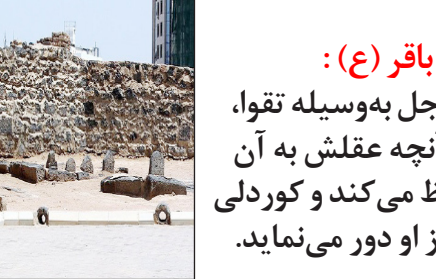 باقر (ع) :
جل به‌وسیله تقوا،
نچه عقلش به آن
ظ می‌کند و کوردلی
ز او دور می‌نماید.